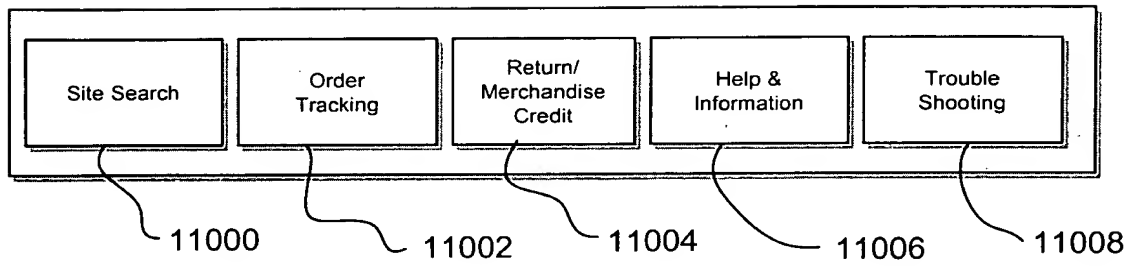 Site Search
Order
Tracking
Return/
Merchandise
Credit
Help &
Information
Trouble
Shooting
11000
11002
11004
11006
11008